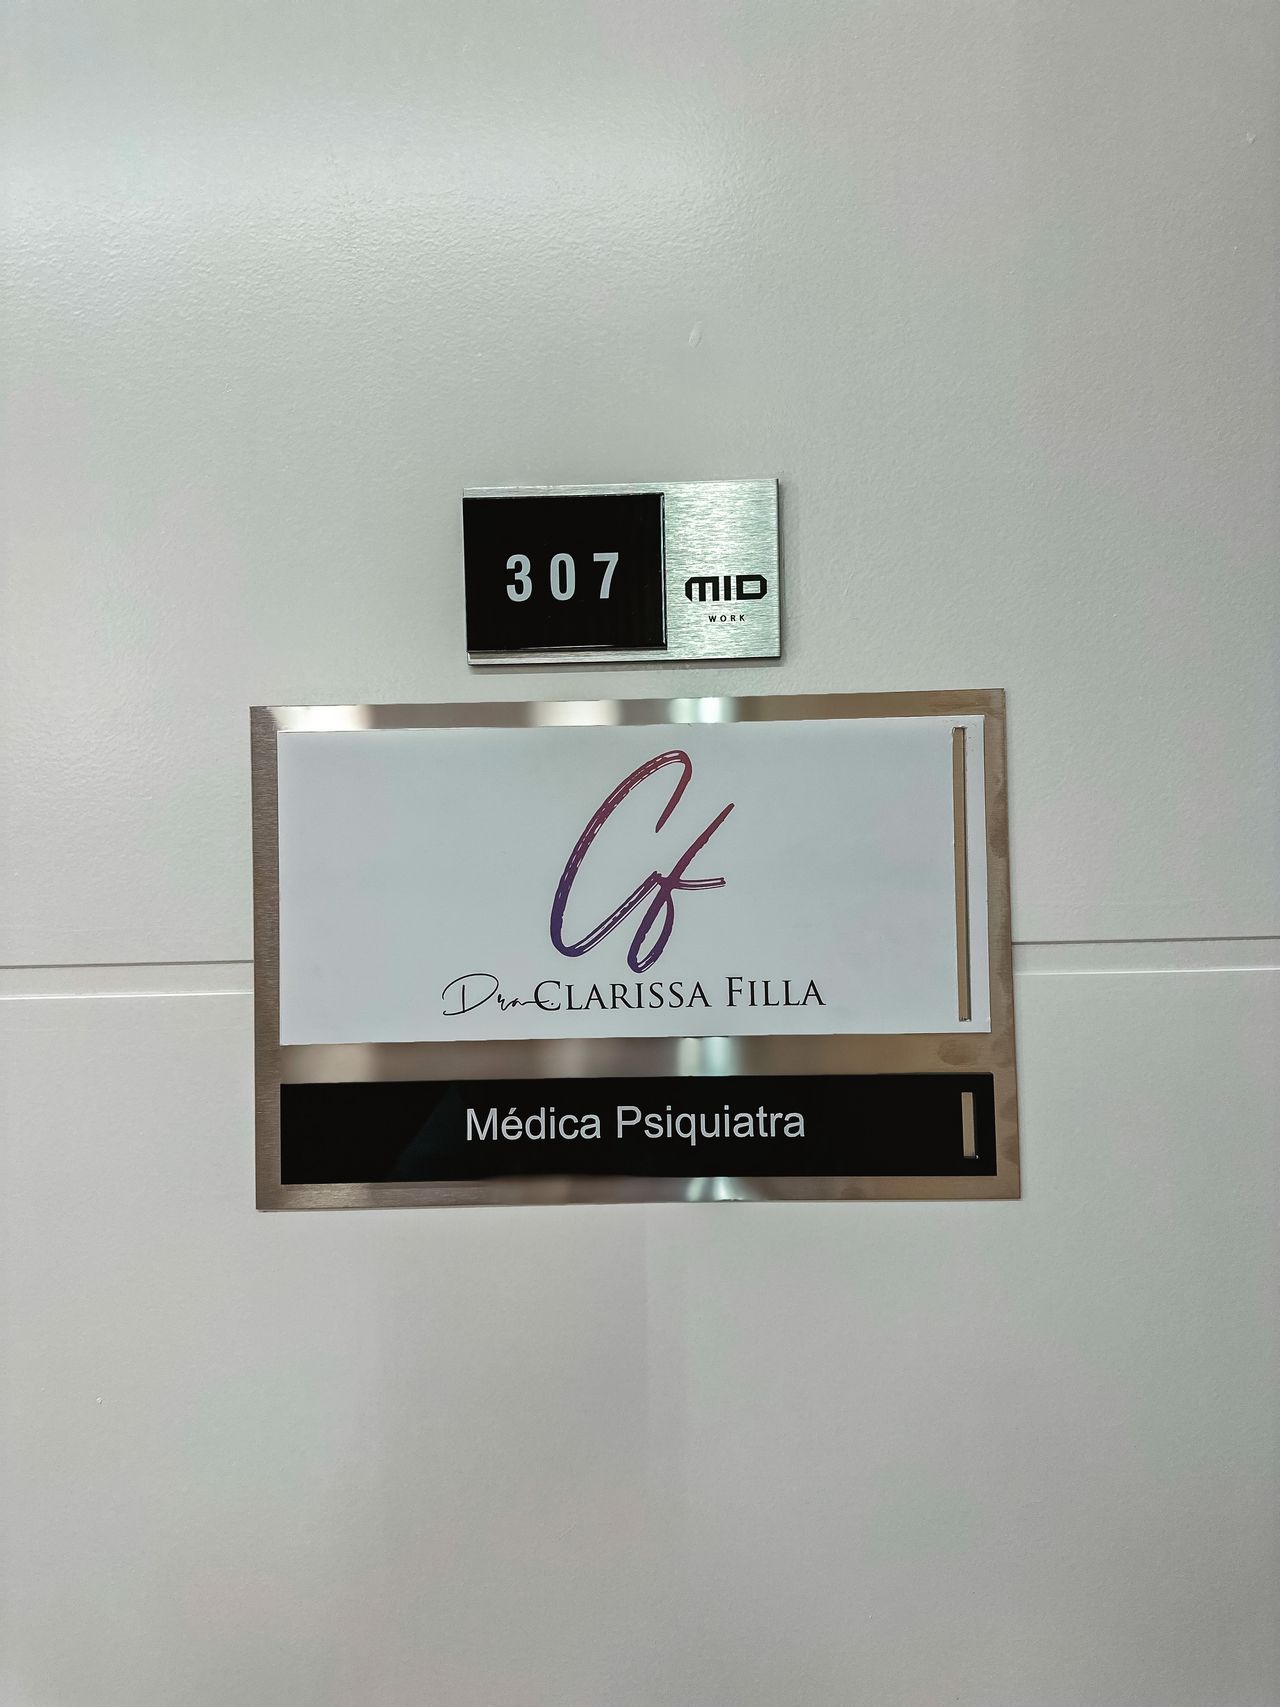 307
MID
WORK
Cf
Dra. CLARISSA FILLA
Médica Psiquiatra